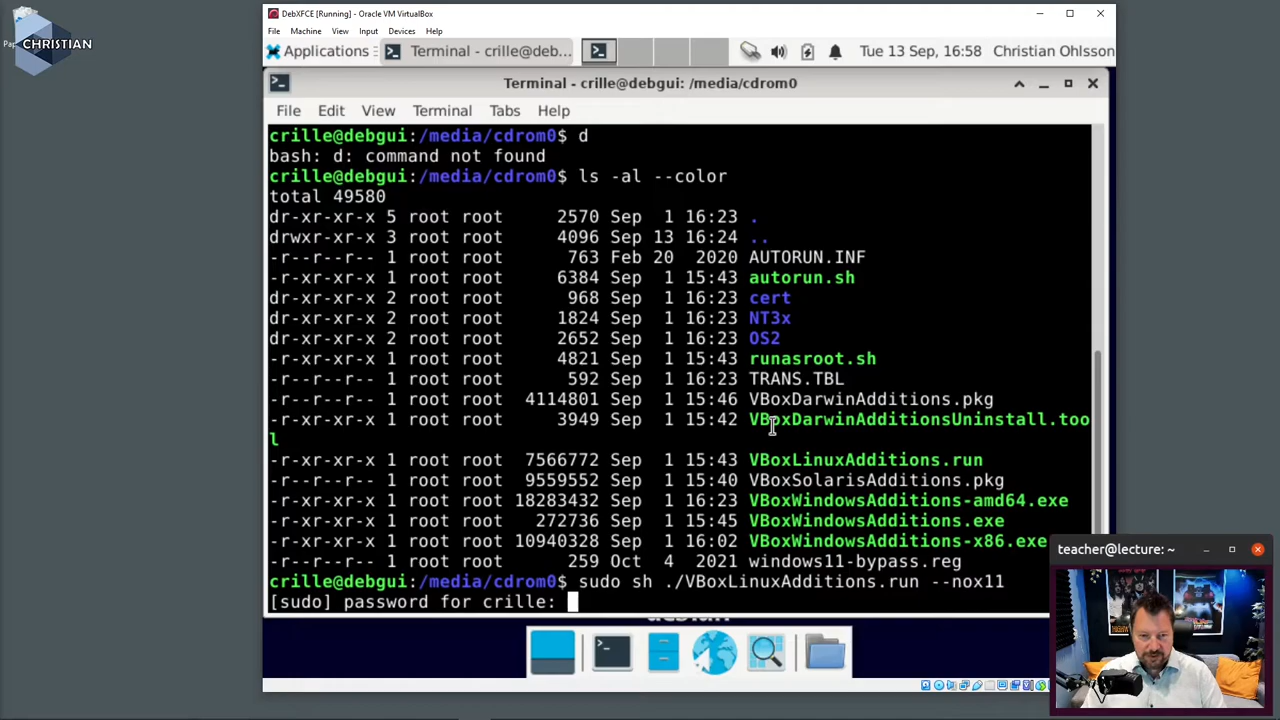 DebXFCE [Running] - Oracle VM VirtualBox
File Machine View Input Devices Help
CHRISTIAN
Applications Terminal - crille@deb... Tue 13 Sep, 16:58 Christian Ohlsson
Terminal - crille@debgui: /media/cdrom0
File Edit View Terminal Tabs Help
crille@debgui:/media/cdrom0$ d
bash: d: command not found
crille@debgui:/media/cdrom0$ ls -al --color
total 49580
dr-xr-xr-x 5 root root 2570 Sep 1 16:23 .
drwxr-xr-x 3 root root 4096 Sep 13 16:24 ..
-r--r--r-- 1 root root 763 Feb 20 2020 AUTORUN.INF
-r-xr-xr-x 1 root root 6384 Sep 1 15:43 autorun.sh
dr-xr-xr-x 2 root root 968 Sep 1 16:23 cert
dr-xr-xr-x 2 root root 1824 Sep 1 16:23 NT3x
dr-xr-xr-x 2 root root 2652 Sep 1 16:23 OS2
-r-xr-xr-x 1 root root 4821 Sep 1 15:43 runasroot.sh
-r--r--r-- 1 root root 592 Sep 1 16:23 TRANS.TBL
-r--r--r-- 1 root root 4114801 Sep 1 15:46 VBoxDarwinAdditions.pkg
-r-xr-xr-x 1 root root 3949 Sep 1 15:42 VBoxDarwinAdditionsUninstall.too
l
-r-xr-xr-x 1 root root 7566772 Sep 1 15:43 VBoxLinuxAdditions.run
-r--r--r-- 1 root root 9559552 Sep 1 15:40 VBoxSolarisAdditions.pkg
-r-xr-xr-x 1 root root 18283432 Sep 1 16:23 VBoxWindowsAdditions-amd64.exe
-r-xr-xr-x 1 root root 272736 Sep 1 15:45 VBoxWindowsAdditions.exe
-r-xr-xr-x 1 root root 10940328 Sep 1 16:02 VBoxWindowsAdditions-x86.exe
-r--r--r-- 1 root root 259 Oct 4 2021 windows11-bypass.reg
crille@debgui:/media/cdrom0$ sudo sh ./VBoxLinuxAdditions.run --nox11
[sudo] password for crille:
teacher@lecture: ~